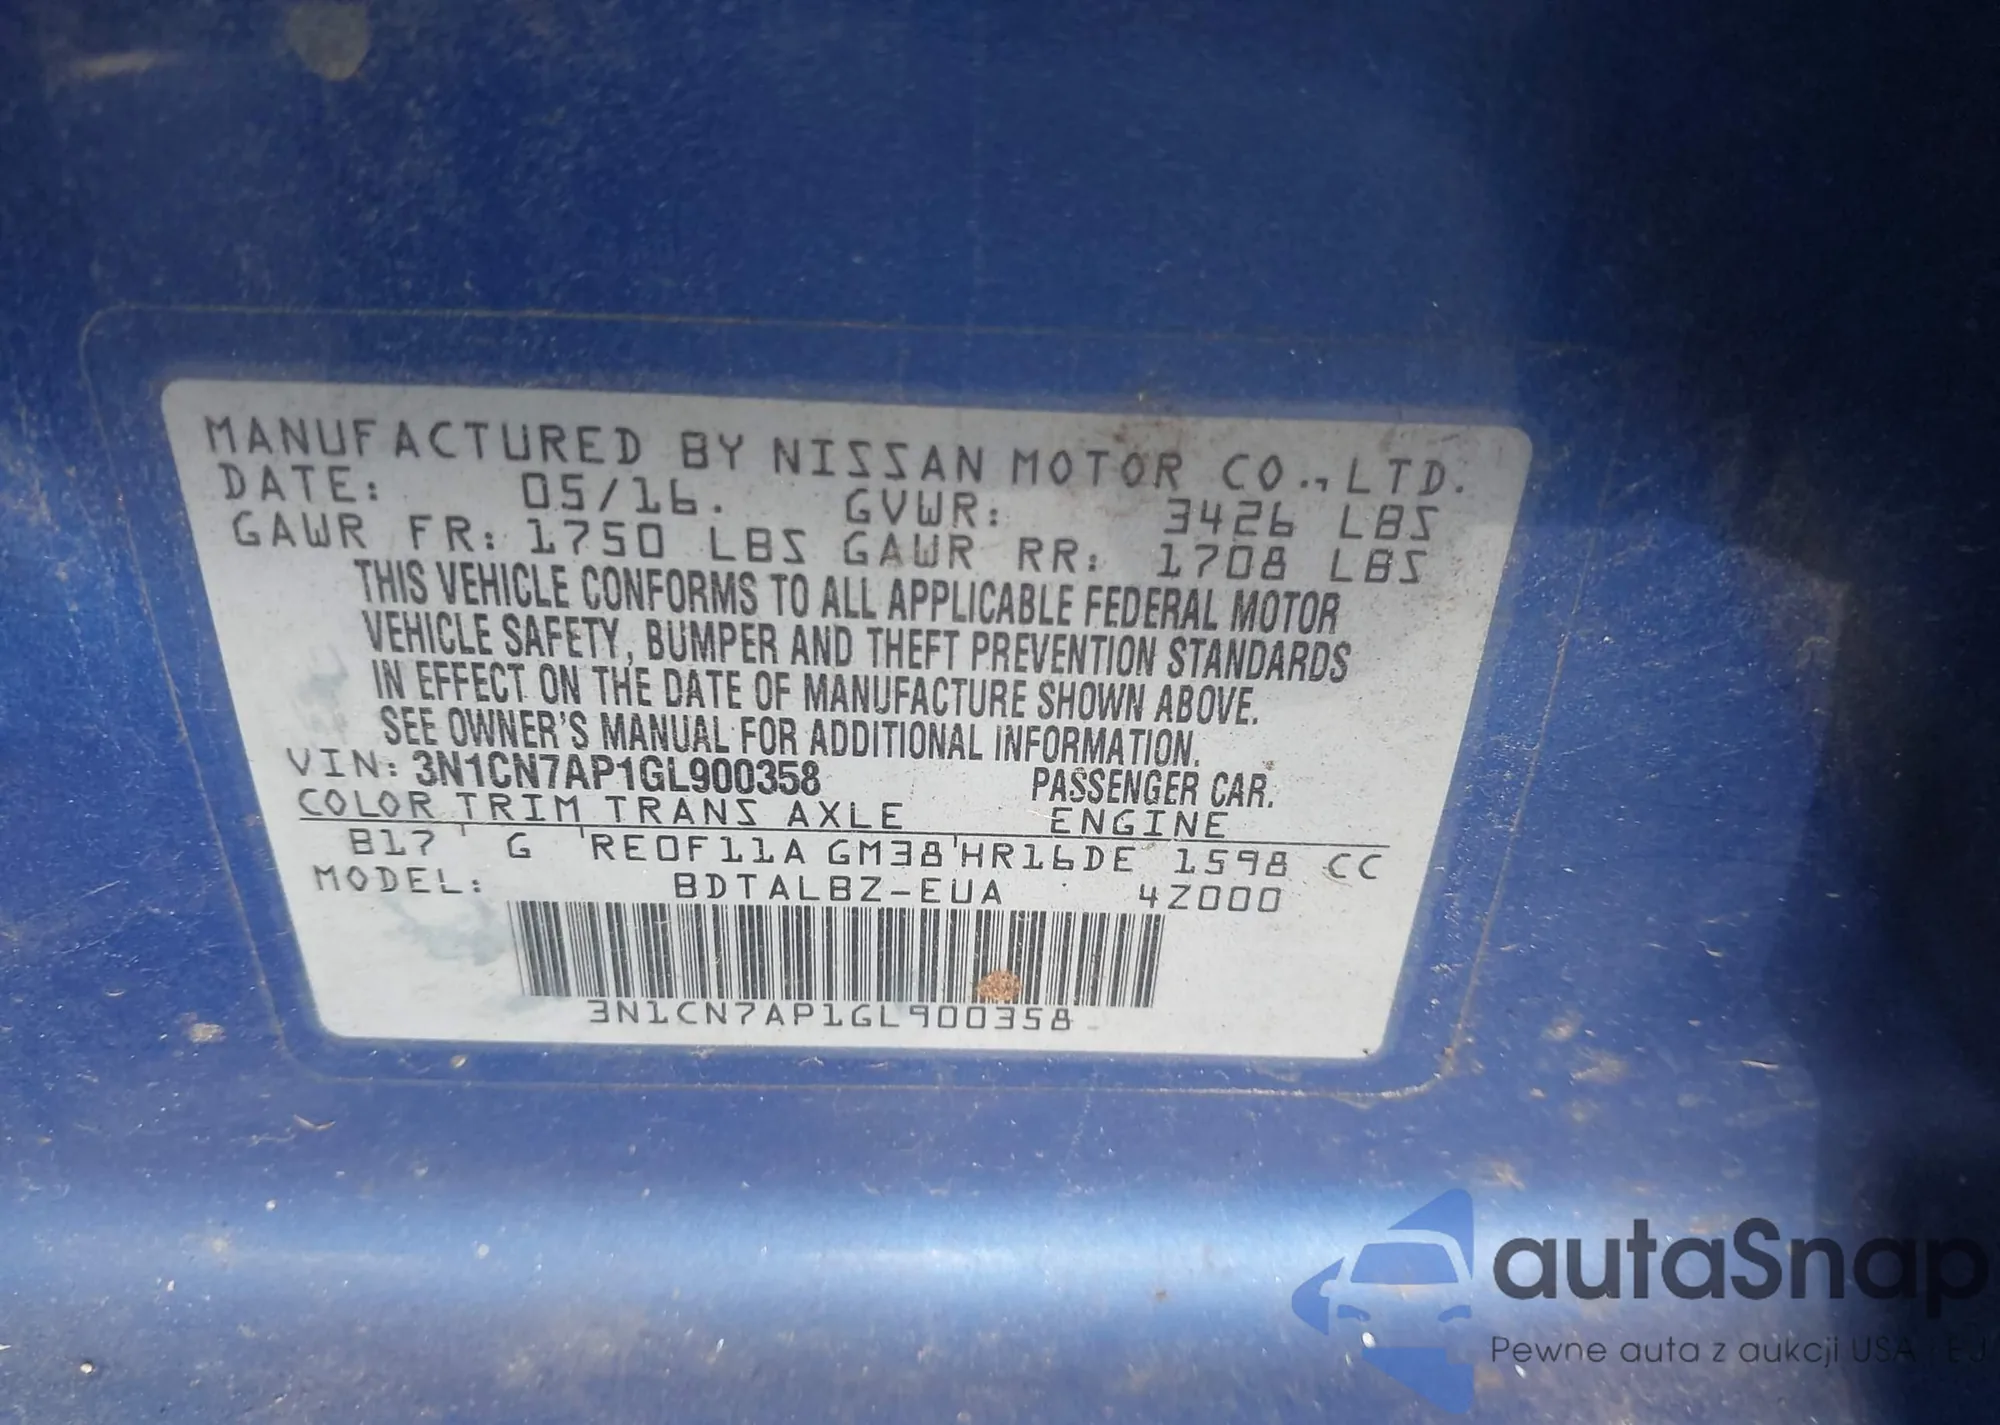 MANUFACTURED BY NISSAN MOTOR CO., LTD.
DATE: 05/16. GVWR: 3426 LBS
GAWR FR: 1750 LBS GAWR RR: 1708 LBS
THIS VEHICLE CONFORMS TO ALL APPLICABLE FEDERAL MOTOR
VEHICLE SAFETY, BUMPER AND THEFT PREVENTION STANDARDS
IN EFFECT ON THE DATE OF MANUFACTURE SHOWN ABOVE.
SEE OWNER'S MANUAL FOR ADDITIONAL INFORMATION.
VIN: 3N1CN7AP1GL900358 PASSENGER CAR.
COLOR TRIM TRANS AXLE ENGINE
B17 ' G ' RE0F11A GM38 ' HR16DE 1598 CC
MODEL: BDTALBZ-EUA 4Z000
3N1CN7AP1GL900358
autaSnap
Pewne auta z aukcji USA i EU